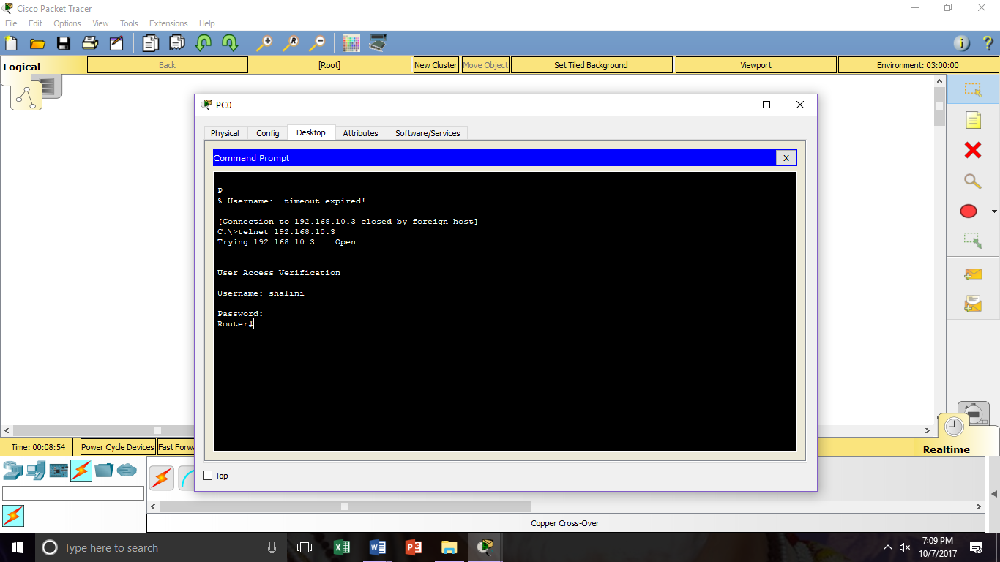 Cisco Packet Tracer
File Edit Options View Tools Extensions Help
Logical
Back
[Root]
New Cluster
Move Object
Set Tiled Background
Viewport
Environment: 03:00:00
PC0
Physical
Config
Desktop
Attributes
Software/Services
Command Prompt
X
p
% Username:  timeout expired!
[Connection to 192.168.10.3 closed by foreign host]
C:\>telnet 192.168.10.3
Trying 192.168.10.3 ...Open
User Access Verification
Username: shalini
Password:
Router#
Top
Time: 00:08:54
Power Cycle Devices
Fast Forwa
Realtime
Copper Cross-Over
Type here to search
7:09 PM
10/7/2017